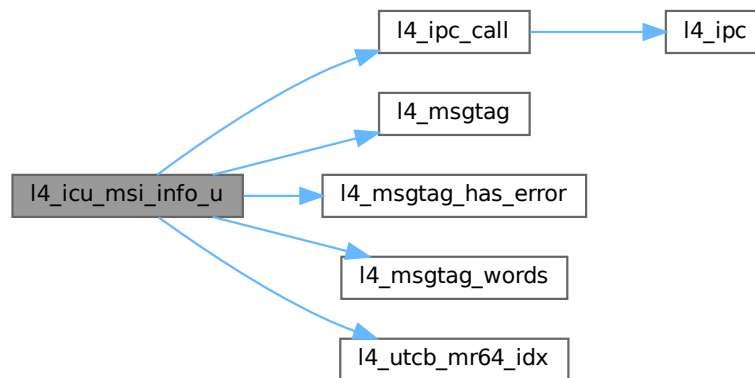 l4_ipc_call
l4_ipc
l4_msgtag
l4_icu_msi_info_u
l4_msgtag_has_error
l4_msgtag_words
l4_utcb_mr64_idx